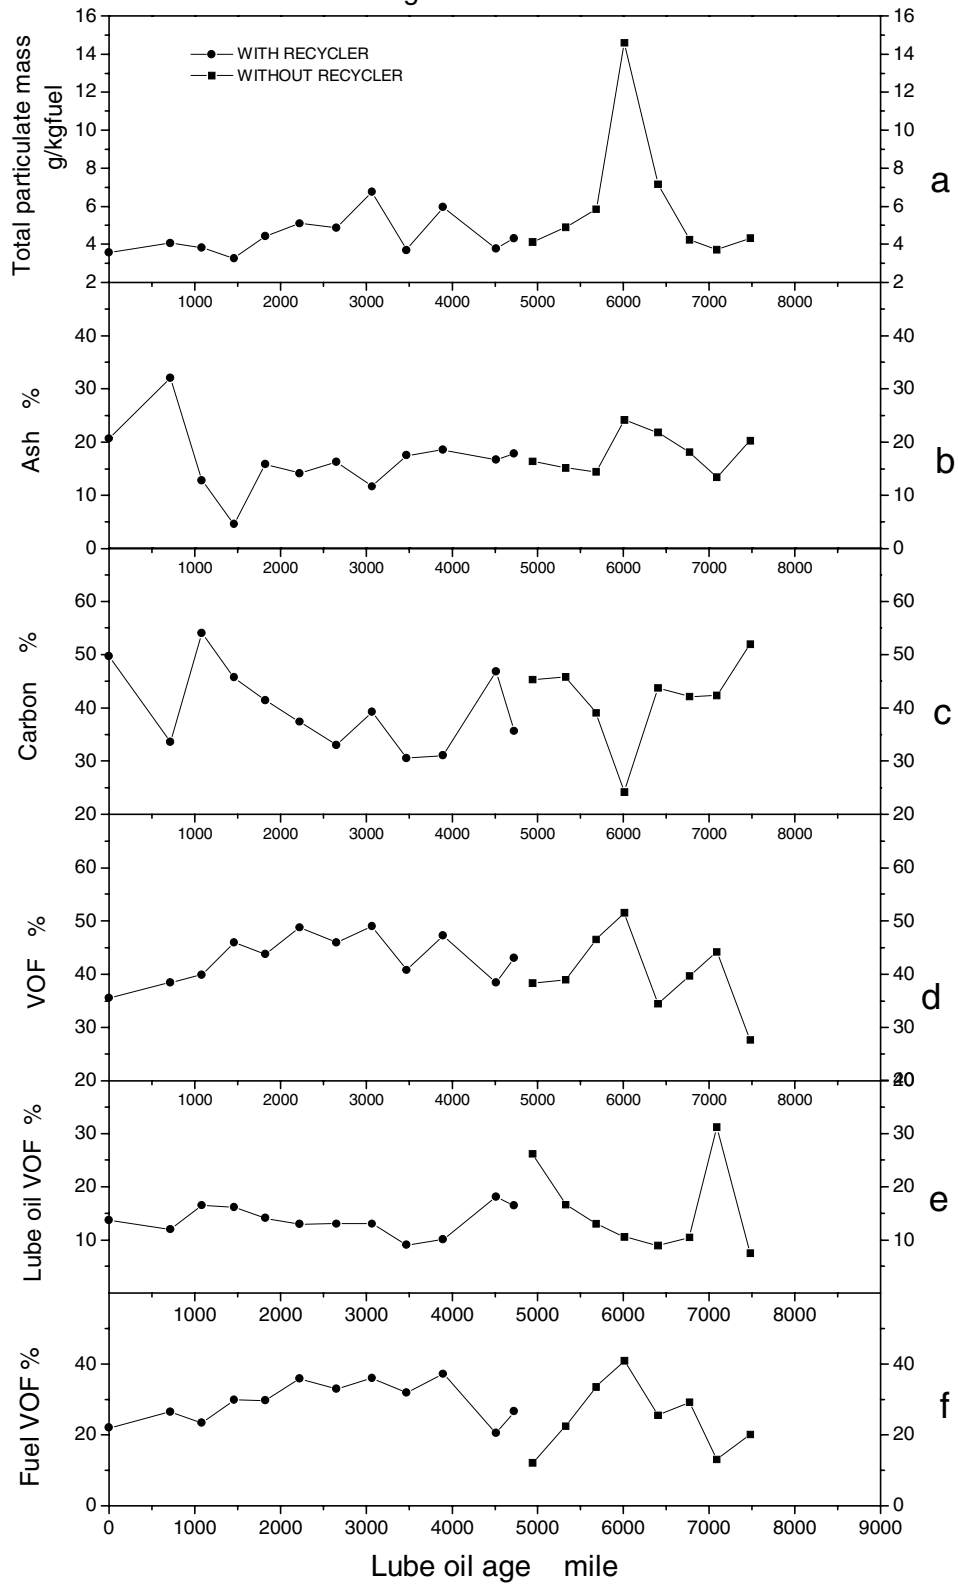 g
16 16
WITH RECYCLER
WITHOUT RECYCLER
14 14
12 12
10 10
8 8
6 6
4 4
2 2
Total particulate mass
g/kgfuel
a
1000 2000 3000 4000 5000 6000 7000 8000
40 40
30 30
20 20
10 10
0 0
Ash %
b
1000 2000 3000 4000 5000 6000 7000 8000
60 60
50 50
40 40
30 30
20 20
Carbon %
c
1000 2000 3000 4000 5000 6000 7000 8000
60 60
50 50
40 40
30 30
20 20
VOF %
d
1000 2000 3000 4000 5000 6000 7000 8000
40
30 30
20 20
10 10
Lube oil VOF %
e
1000 2000 3000 4000 5000 6000 7000 8000
40 40
20 20
0 0
Fuel VOF %
f
0 1000 2000 3000 4000 5000 6000 7000 8000 9000
Lube oil age mile